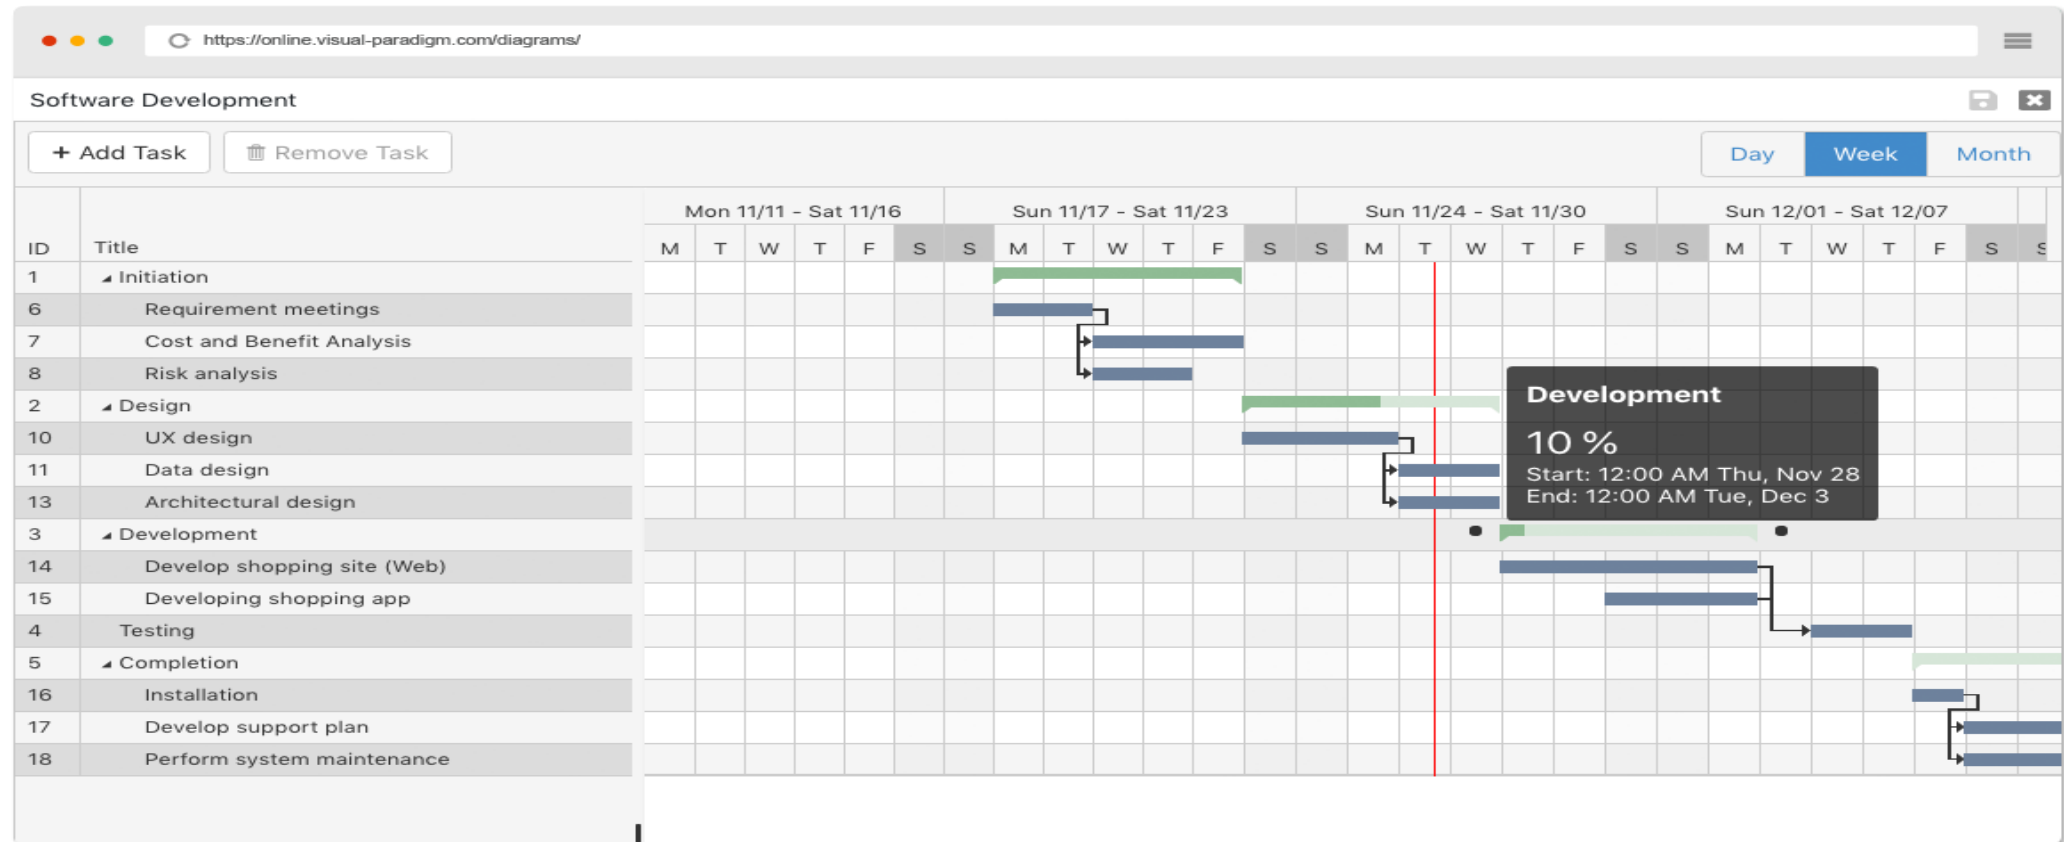 https://online.visual-paradigm.com/diagrams/
Software Development
+ Add Task Remove Task Day Week Month
Mon 11/11 - Sat 11/16 Sun 11/17 - Sat 11/23 Sun 11/24 - Sat 11/30 Sun 12/01 - Sat 12/07
ID Title M T W T F S S M T W T F S S M T W T F S S M T W T F S S
1 Initiation
6 Requirement meetings
7 Cost and Benefit Analysis
8 Risk analysis
2 Design
10 UX design
11 Data design
13 Architectural design
3 Development
14 Develop shopping site (Web)
15 Developing shopping app
4 Testing
5 Completion
16 Installation
17 Develop support plan
18 Perform system maintenance
Development
10 %
Start: 12:00 AM Thu, Nov 28
End: 12:00 AM Tue, Dec 3